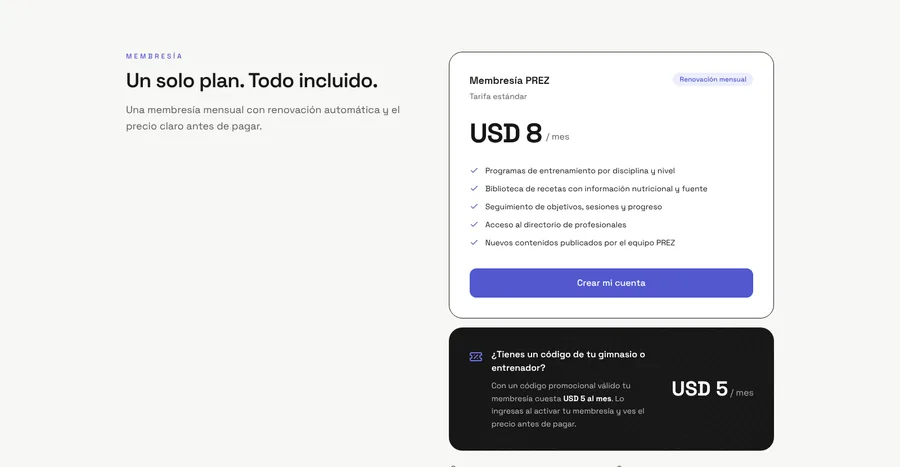 MEMBRESÍA
Un solo plan. Todo incluido.
Una membresía mensual con renovación automática y el
precio claro antes de pagar.
Membresía PREZ
Renovación mensual
Tarifa estándar
USD 8 / mes
Programas de entrenamiento por disciplina y nivel
Biblioteca de recetas con información nutricional y fuente
Seguimiento de objetivos, sesiones y progreso
Acceso al directorio de profesionales
Nuevos contenidos publicados por el equipo PREZ
Crear mi cuenta
¿Tienes un código de tu gimnasio o
entrenador?
Con un código promocional válido tu
membresía cuesta USD 5 al mes. Lo
ingresas al activar tu membresía y ves el
precio antes de pagar.
USD 5 / mes